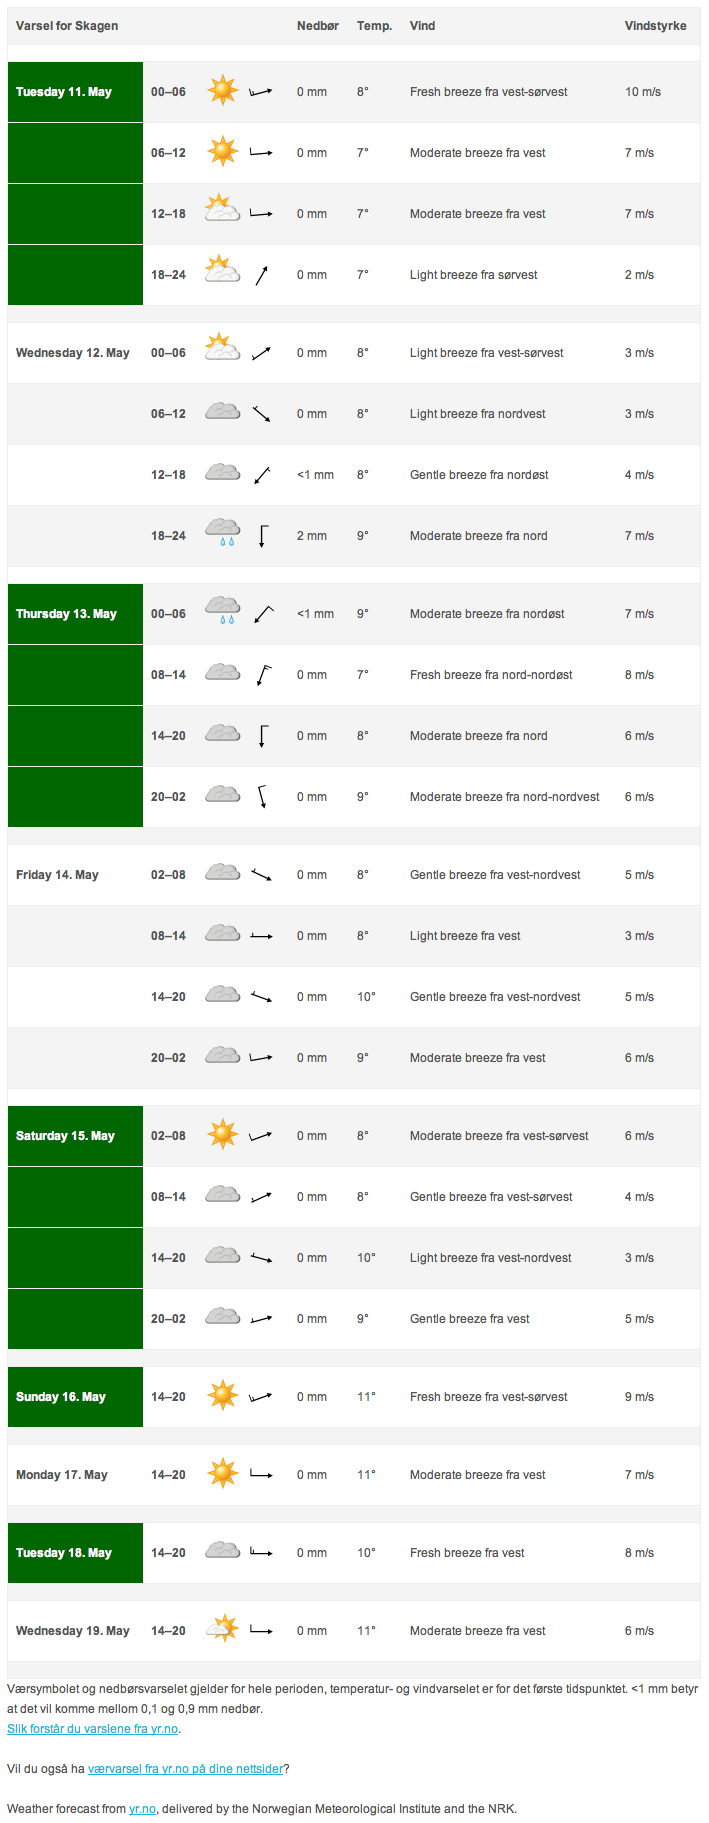 Varsel for Skagen Nedbør Temp. Vind Vindstyrke
Tuesday 11. May 00–06 0 mm 8° Fresh breeze fra vest-sørvest 10 m/s
06–12 0 mm 7° Moderate breeze fra vest 7 m/s
12–18 0 mm 7° Moderate breeze fra vest 7 m/s
18–24 0 mm 7° Light breeze fra sørvest 2 m/s
Wednesday 12. May 00–06 0 mm 8° Light breeze fra vest-sørvest 3 m/s
06–12 0 mm 8° Light breeze fra nordvest 3 m/s
12–18 <1 mm 8° Gentle breeze fra nordøst 4 m/s
18–24 2 mm 9° Moderate breeze fra nord 7 m/s
Thursday 13. May 00–06 <1 mm 9° Moderate breeze fra nordøst 7 m/s
08–14 0 mm 7° Fresh breeze fra nord-nordøst 8 m/s
14–20 0 mm 8° Moderate breeze fra nord 6 m/s
20–02 0 mm 9° Moderate breeze fra nord-nordvest 6 m/s
Friday 14. May 02–08 0 mm 8° Gentle breeze fra vest-nordvest 5 m/s
08–14 0 mm 8° Light breeze fra vest 3 m/s
14–20 0 mm 10° Gentle breeze fra vest-nordvest 5 m/s
20–02 0 mm 9° Moderate breeze fra vest 6 m/s
Saturday 15. May 02–08 0 mm 8° Moderate breeze fra vest-sørvest 6 m/s
08–14 0 mm 8° Gentle breeze fra vest-sørvest 4 m/s
14–20 0 mm 10° Light breeze fra vest-nordvest 3 m/s
20–02 0 mm 9° Gentle breeze fra vest 5 m/s
Sunday 16. May 14–20 0 mm 11° Fresh breeze fra vest-sørvest 9 m/s
Monday 17. May 14–20 0 mm 11° Moderate breeze fra vest 7 m/s
Tuesday 18. May 14–20 0 mm 10° Fresh breeze fra vest 8 m/s
Wednesday 19. May 14–20 0 mm 11° Moderate breeze fra vest 6 m/s
Værsymbolet og nedbørsvarselet gjelder for hele perioden, temperatur- og vindvarselet er for det første tidspunktet. <1 mm betyr
at det vil komme mellom 0,1 og 0,9 mm nedbør.
Slik forstår du varslene fra yr.no.
Vil du også ha værvarsel fra yr.no på dine nettsider?
Weather forecast from yr.no, delivered by the Norwegian Meteorological Institute and the NRK.